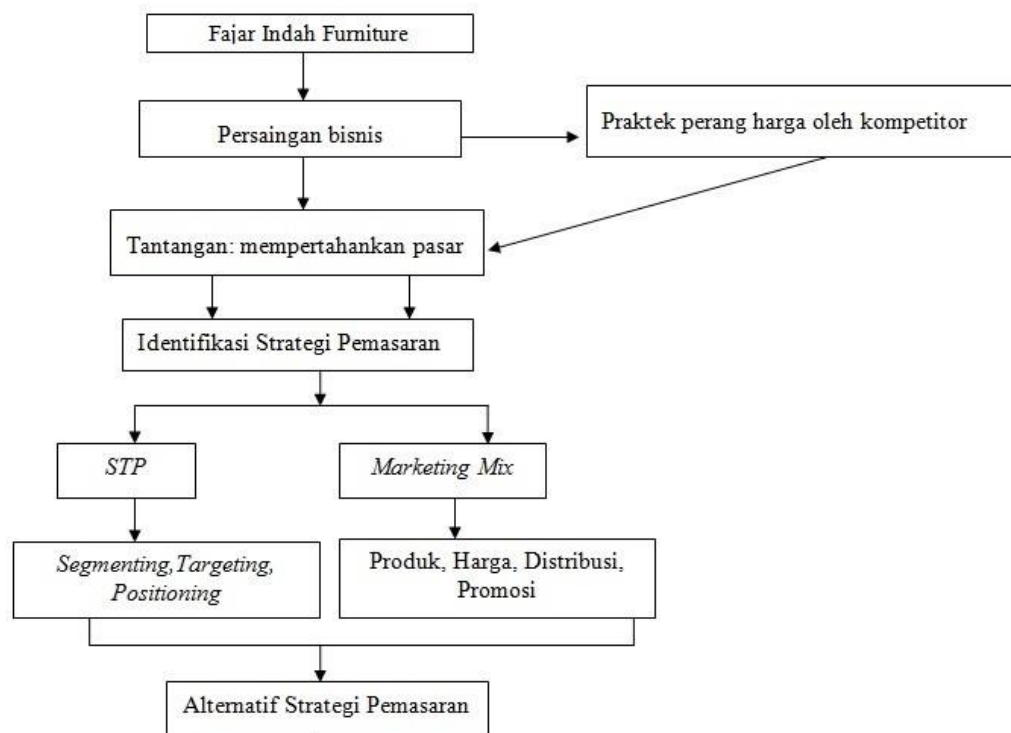 Fajar Indah Furniture
Persaingan bisnis
Praktek perang harga oleh kompetitor
Tantangan: mempertahankan pasar
Identifikasi Strategi Pemasaran
STP
Marketing Mix
Segmenting,Targeting,
Positioning
Produk, Harga, Distribusi,
Promosi
Alternatif Strategi Pemasaran